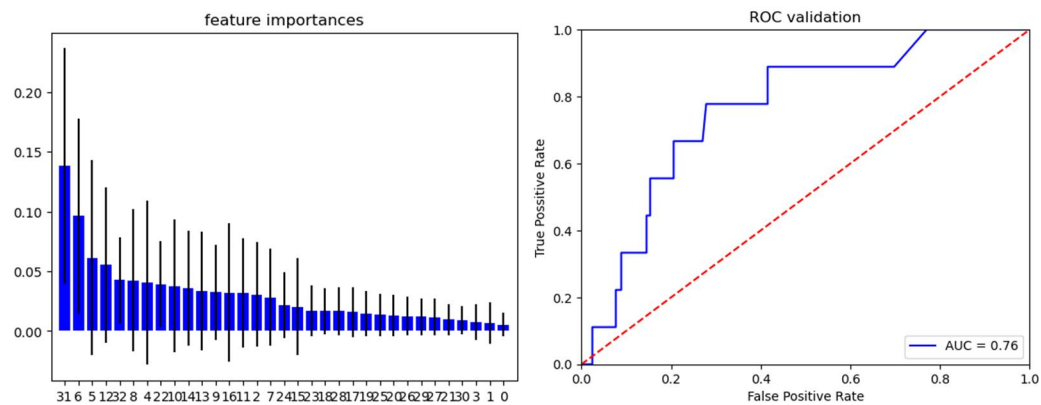 feature importances
0.20
0.15
0.10
0.05
0.00
31 6 5 12 32 8 4 22 10 14 13 9 16 11 2 7 24 15 23 18 28 17 19 25 20 26 29 27 21 30 3 1 0
ROC validation
True Possitive Rate
1.0
0.8
0.6
0.4
0.2
0.0
AUC = 0.76
0.0 0.2 0.4 0.6 0.8 1.0
False Positive Rate